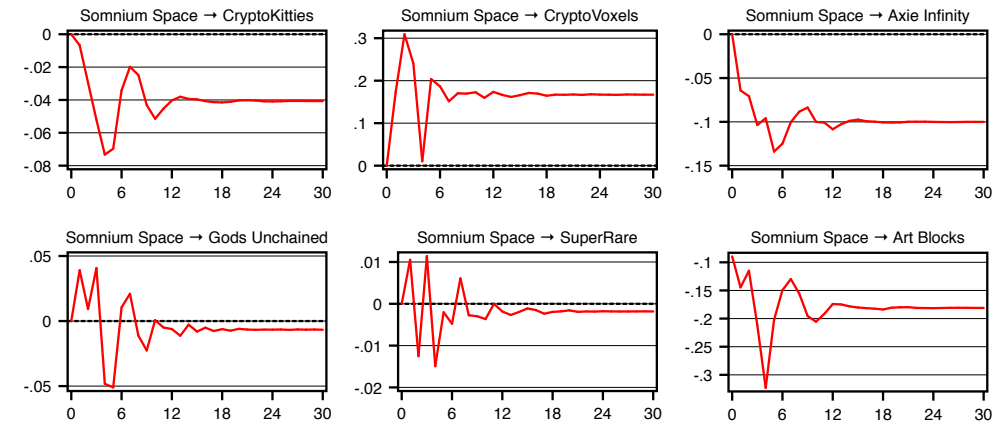 Somnium Space → CryptoKitties
0
-.02
-.04
-.06
-.08
0 6 12 18 24 30
Somnium Space → CryptoVoxels
.3
.2
.1
0
0 6 12 18 24 30
Somnium Space → Axie Infinity
0
-.05
-.1
-.15
0 6 12 18 24 30
Somnium Space → Gods Unchained
.05
0
-.05
0 6 12 18 24 30
Somnium Space → SuperRare
.01
0
-.01
-.02
0 6 12 18 24 30
Somnium Space → Art Blocks
-.1
-.15
-.2
-.25
-.3
0 6 12 18 24 30